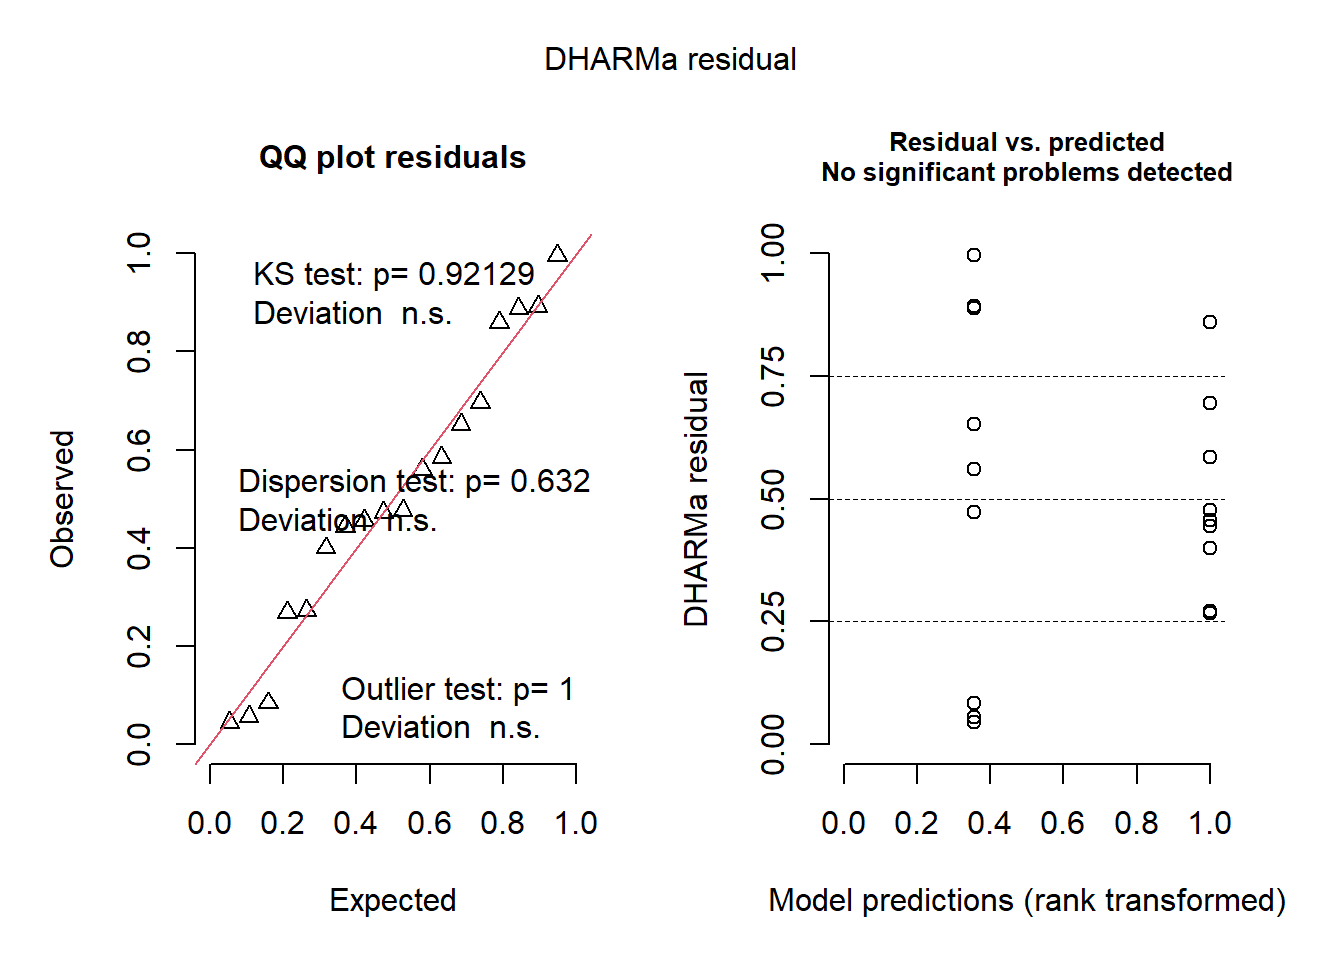 DHARMa residual
QQ plot residuals
KS test: p= 0.92129
Deviation  n.s.
Dispersion test: p= 0.632
Deviation  n.s.
Outlier test: p= 1
Deviation  n.s.
Observed
0.0 0.2 0.4 0.6 0.8 1.0
0.0 0.2 0.4 0.6 0.8 1.0
Expected
Residual vs. predicted
No significant problems detected
DHARMa residual
0.00 0.25 0.50 0.75 1.00
0.0 0.2 0.4 0.6 0.8 1.0
Model predictions (rank transformed)